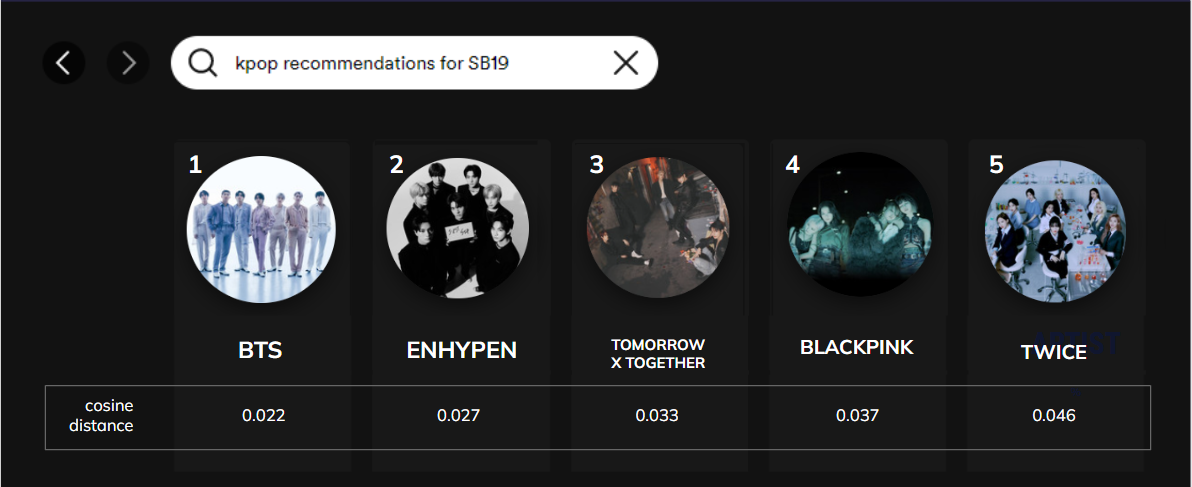 kpop recommendations for SB19
1
2
3
4
5
BTS
ENHYPEN
TOMORROW
X TOGETHER
BLACKPINK
TWICE
cosine
distance
0.022
0.027
0.033
0.037
0.046